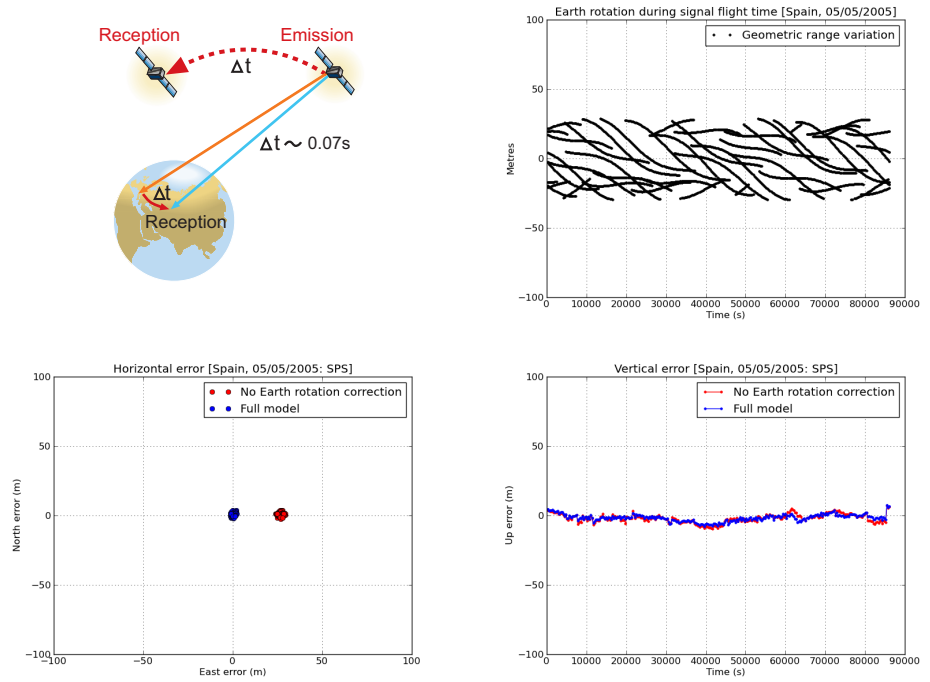 Reception
Emission
Δt
Δt ~ 0.07s
Δt
Reception
Earth rotation during signal flight time [Spain, 05/05/2005]
Geometric range variation
100
50
0
−50
−100
Metres
0 10000 20000 30000 40000 50000 60000 70000 80000 90000
Time (s)
Horizontal error [Spain, 05/05/2005: SPS]
No Earth rotation correction
Full model
100
50
0
−50
−100
North error (m)
−100 −50 0 50 100
East error (m)
Vertical error [Spain, 05/05/2005: SPS]
No Earth rotation correction
Full model
100
50
0
−50
−100
Up error (m)
0 10000 20000 30000 40000 50000 60000 70000 80000 90000
Time (s)